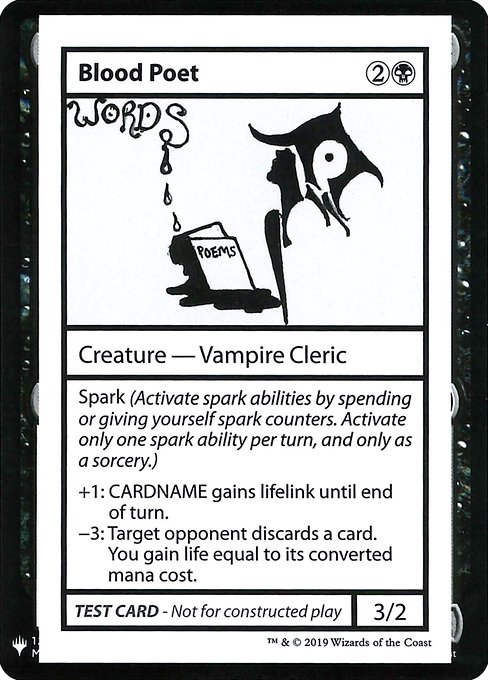 Blood Poet 2
WORDS
POEMS
Creature — Vampire Cleric
Spark (Activate spark abilities by spending
or giving yourself spark counters. Activate
only one spark ability per turn, and only as
a sorcery.)
+1: CARDNAME gains lifelink until end
of turn.
−3: Target opponent discards a card.
You gain life equal to its converted
mana cost.
TEST CARD - Not for constructed play 3/2
™ & © 2019 Wizards of the Coast